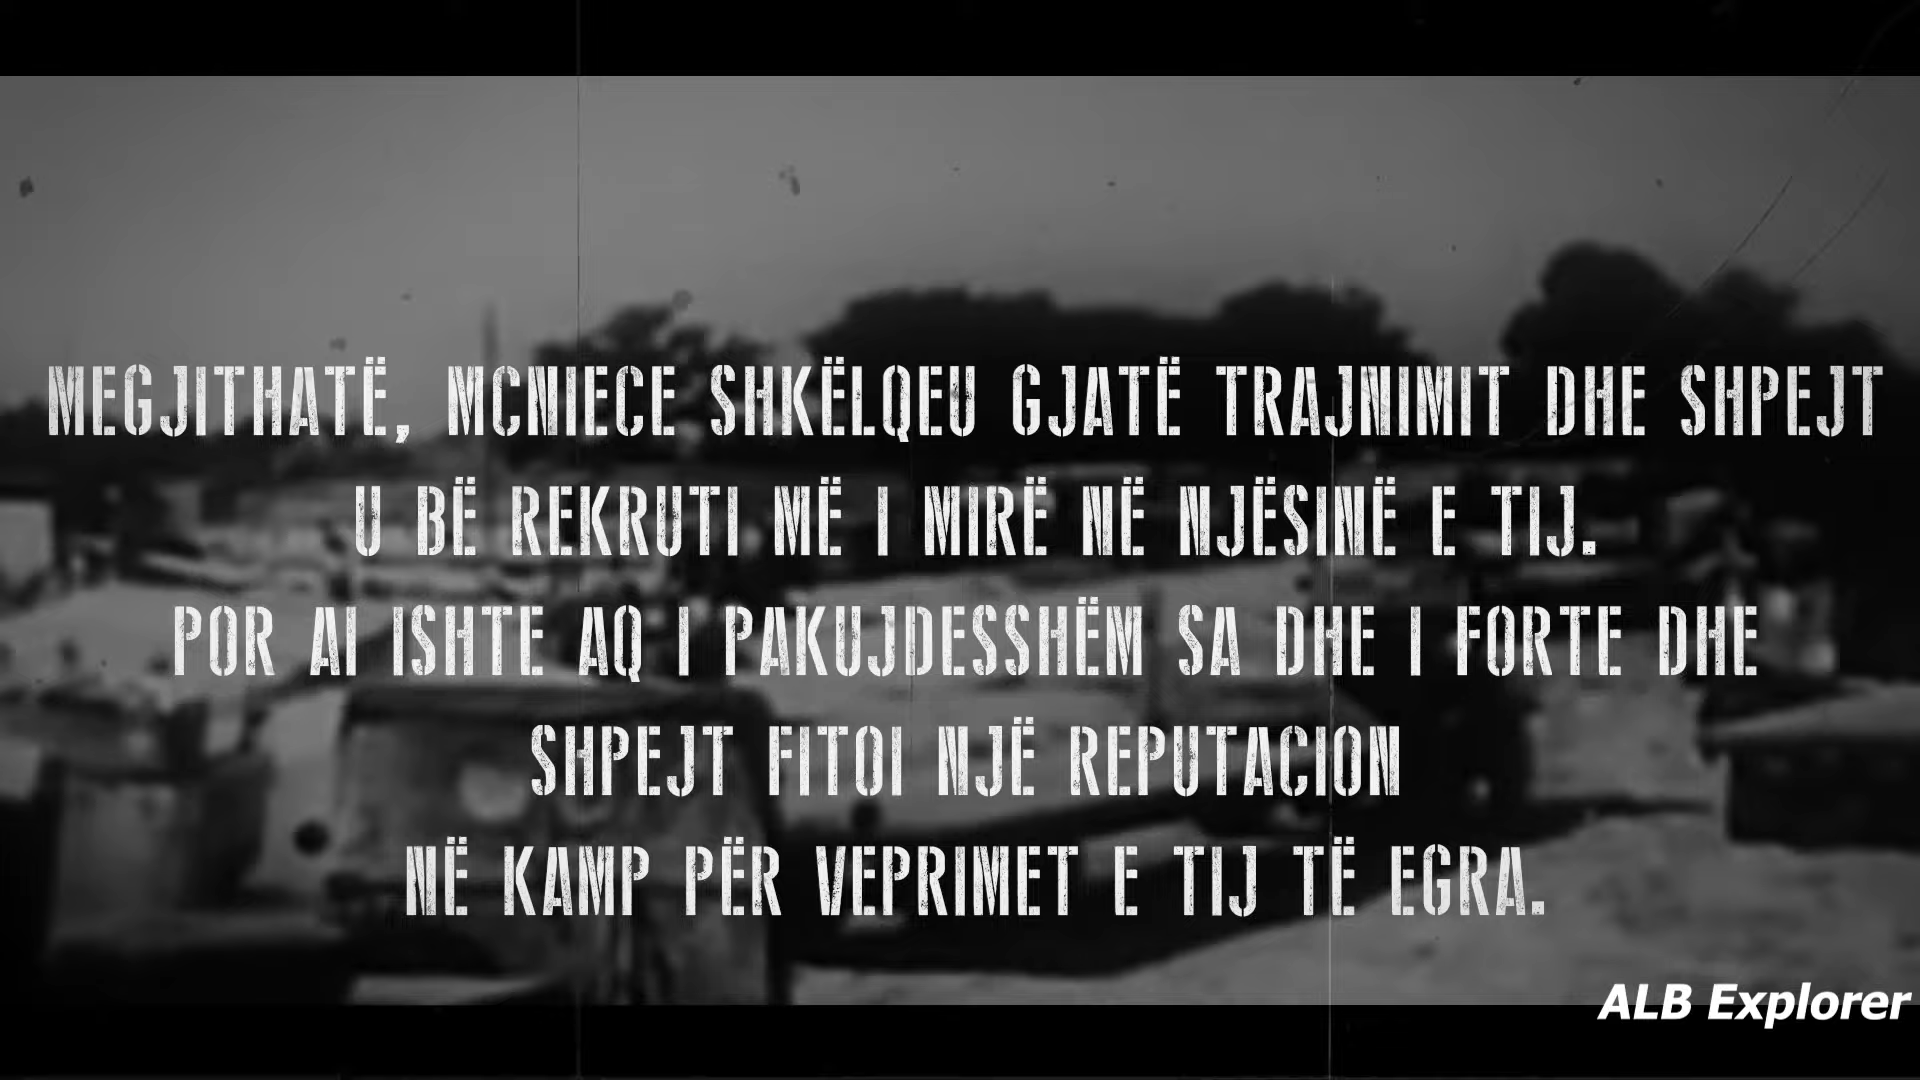 MEGJITHATË, MCNIECE SHKËLQEU GJATË TRAJNIMIT DHE SHPEJT
U BË REKRUTI MË I MIRË NË NJËSINË E TIJ.
POR AI ISHTE AQ I PAKUJDESSHËM SA DHE I FORTE DHE
SHPEJT FITOI NJË REPUTACION
NË KAMP PËR VEPRIMET E TIJ TË EGRA.
ALB Explorer